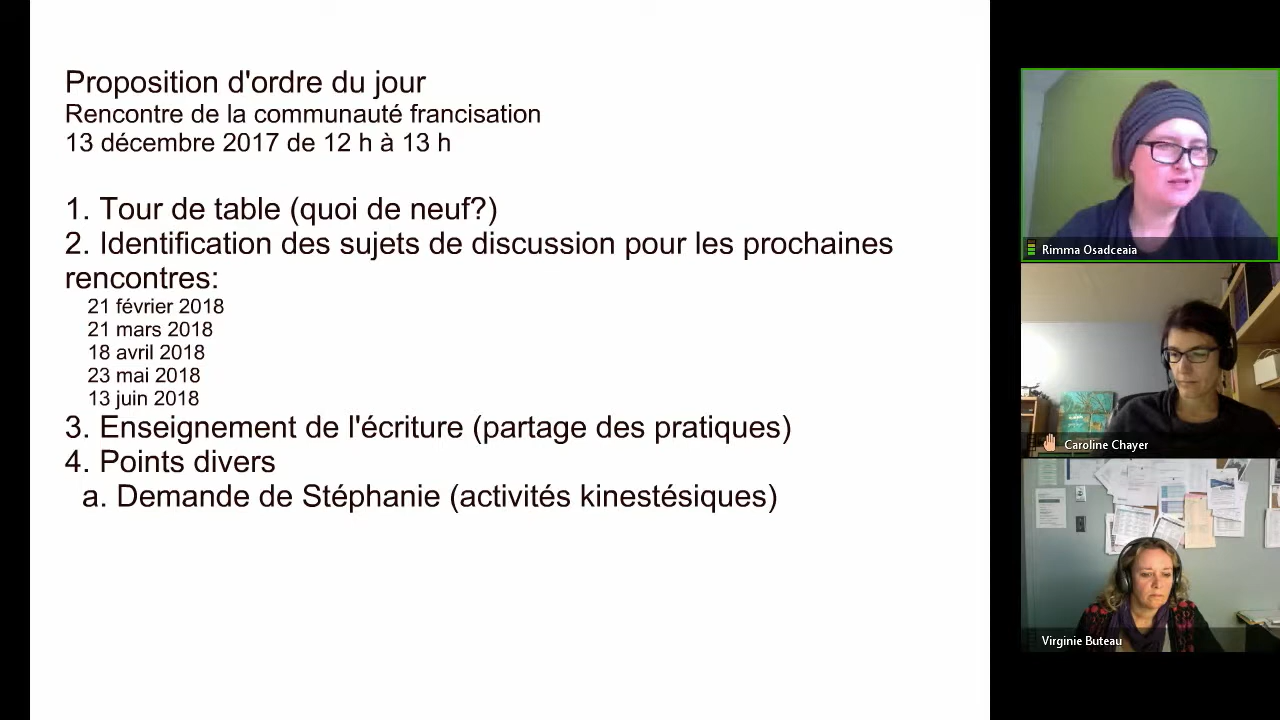 Proposition d'ordre du jour
Rencontre de la communauté francisation
13 décembre 2017 de 12 h à 13 h
1. Tour de table (quoi de neuf?)
2. Identification des sujets de discussion pour les prochaines
rencontres:
21 février 2018
21 mars 2018
18 avril 2018
23 mai 2018
13 juin 2018
3. Enseignement de l'écriture (partage des pratiques)
4. Points divers
a. Demande de Stéphanie (activités kinestésiques)
Rimma Osadceaia
Caroline Chayer
Virginie Buteau